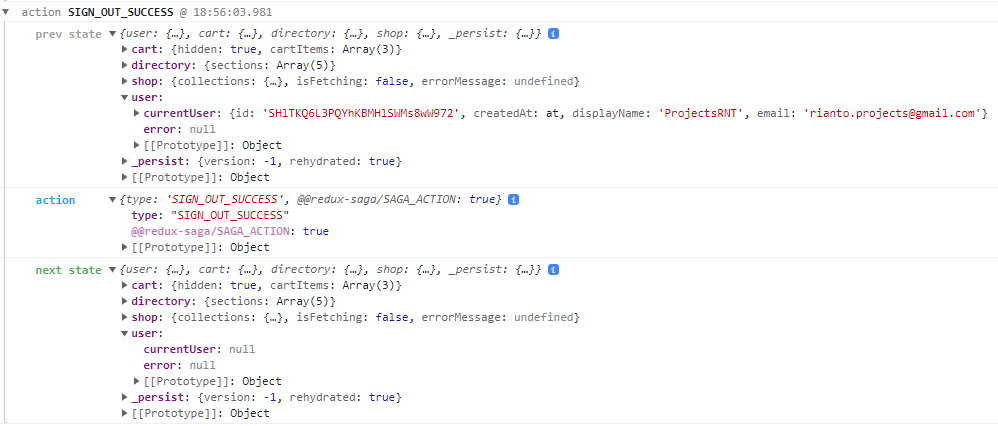 action SIGN_OUT_SUCCESS @ 18:56:03.981
prev state {user: {…}, cart: {…}, directory: {…}, shop: {…}, _persist: {…}} i
cart: {hidden: true, cartItems: Array(3)}
directory: {sections: Array(5)}
shop: {collections: {…}, isFetching: false, errorMessage: undefined}
user:
currentUser: {id: 'SHlTKQ6L3PQYhKBMHlSWMs8wW972', createdAt: at, displayName: 'ProjectsRNT', email: 'rianto.projects@gmail.com'}
error: null
[[Prototype]]: Object
_persist: {version: -1, rehydrated: true}
[[Prototype]]: Object
action {type: 'SIGN_OUT_SUCCESS', @@redux-saga/SAGA_ACTION: true} i
type: "SIGN_OUT_SUCCESS"
@@redux-saga/SAGA_ACTION: true
[[Prototype]]: Object
next state {user: {…}, cart: {…}, directory: {…}, shop: {…}, _persist: {…}} i
cart: {hidden: true, cartItems: Array(3)}
directory: {sections: Array(5)}
shop: {collections: {…}, isFetching: false, errorMessage: undefined}
user:
currentUser: null
error: null
[[Prototype]]: Object
_persist: {version: -1, rehydrated: true}
[[Prototype]]: Object